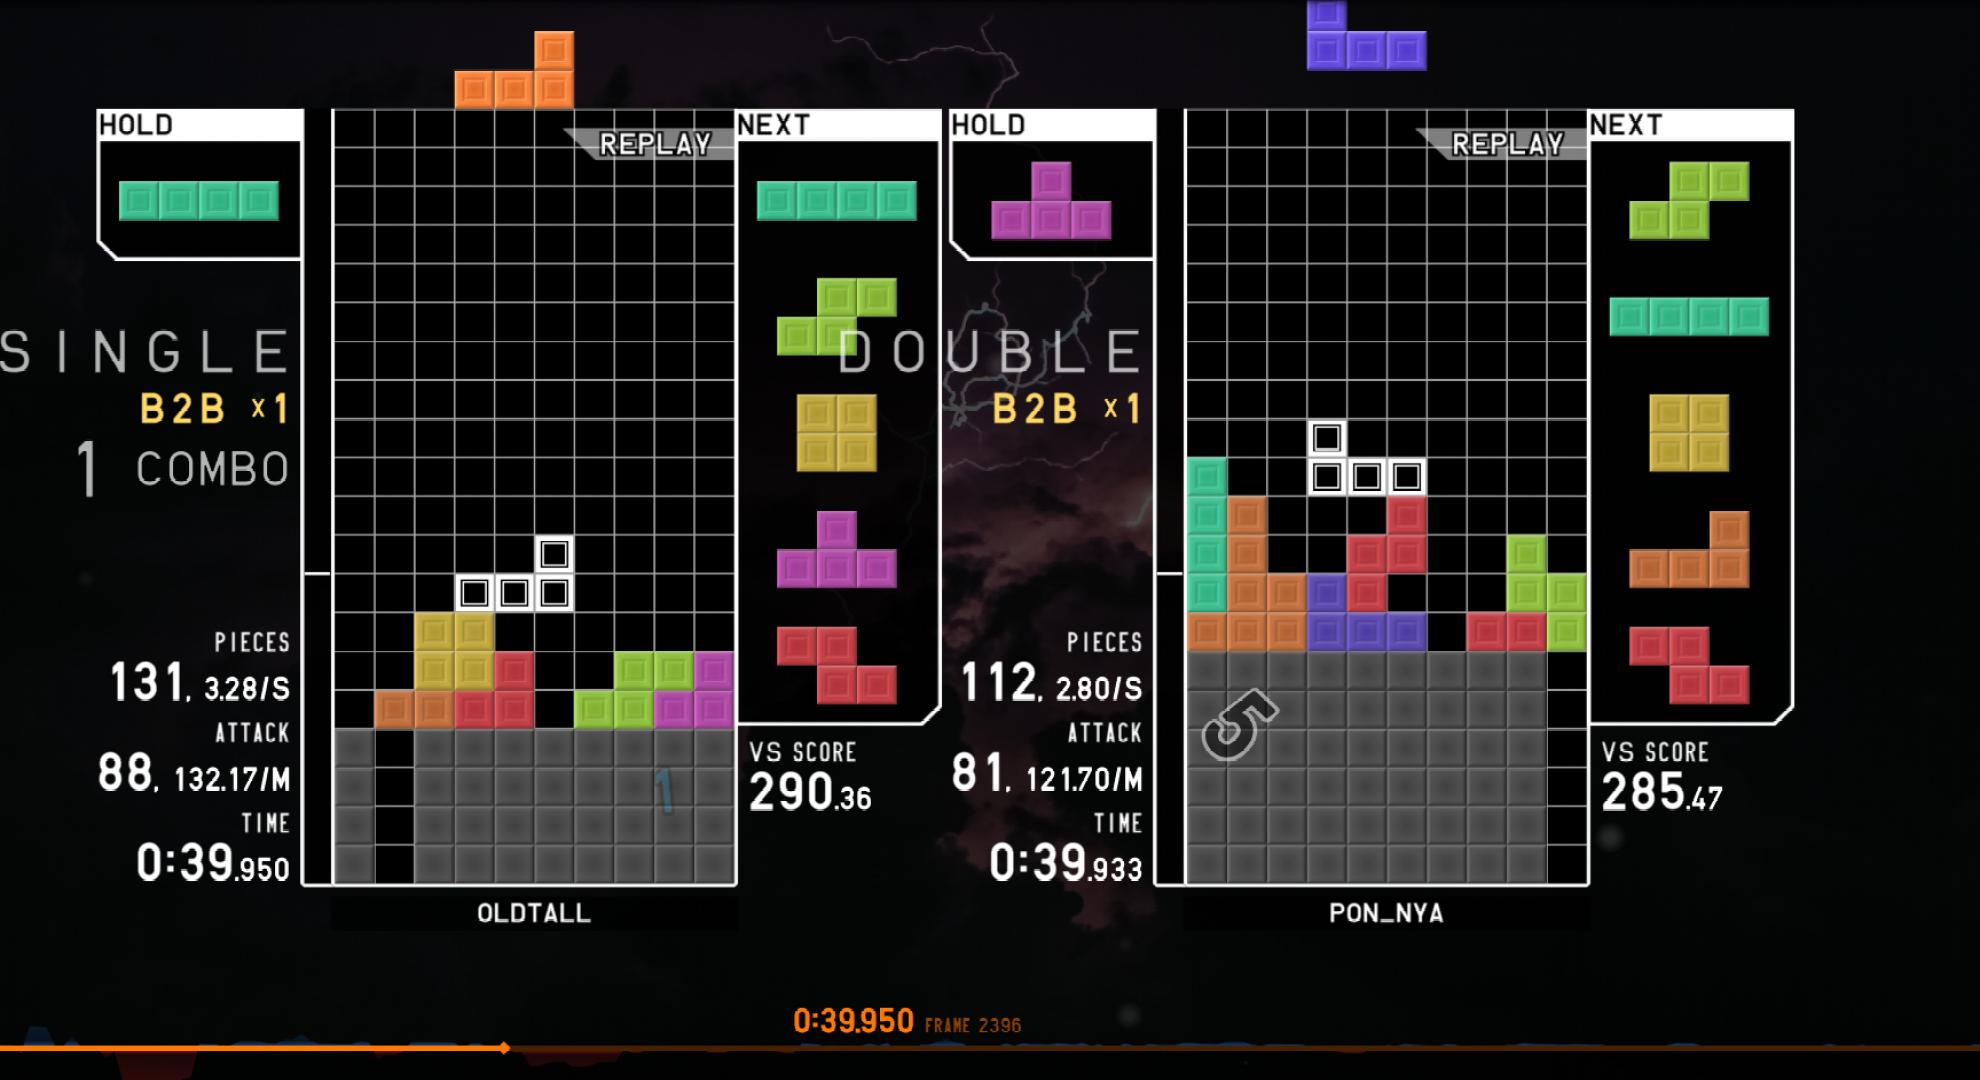 HOLD
REPLAY
NEXT
SINGLE
B2B ×1
1 COMBO
PIECES
131, 3.28/S
ATTACK
88, 132.17/M
TIME
0:39.950
1
VS SCORE
290.36
OLDTALL
HOLD
REPLAY
NEXT
DOUBLE
B2B ×1
PIECES
112, 2.80/S
ATTACK
81, 121.70/M
TIME
0:39.933
5
VS SCORE
285.47
PON_NYA
0:39.950 FRAME 2396